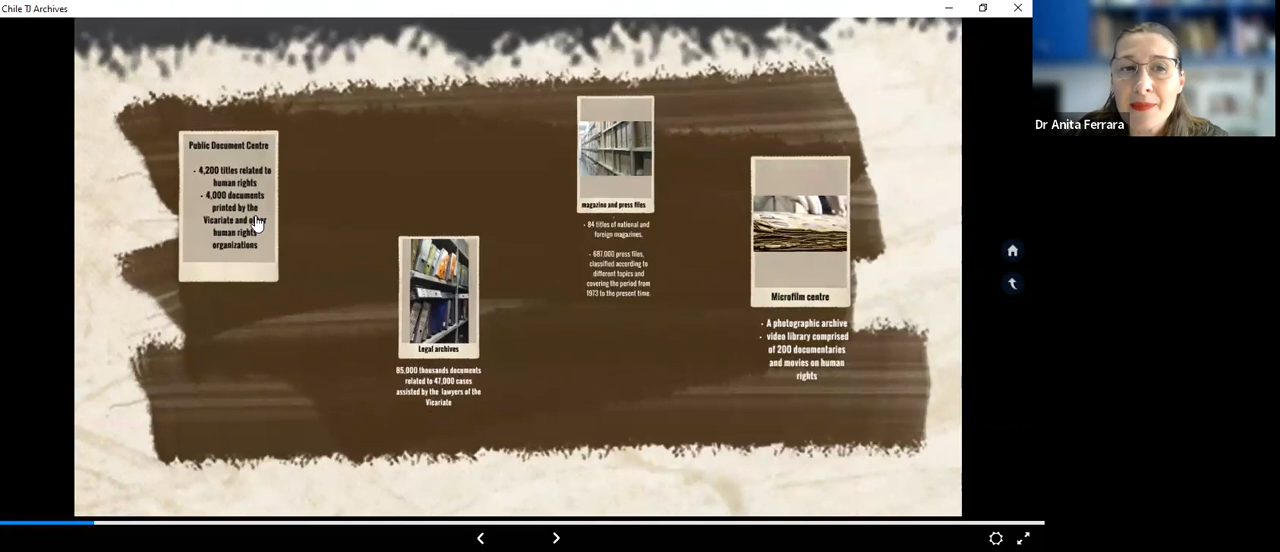 Chile TJ Archives
Dr Anita Ferrara
Public Document Centre
· 4,200 titles related to
human rights
· 4,000 documents
printed by the
Vicariate and other
human rights
organizations
Legal archives
85,000 thousands documents
related to 47,000 cases
assisted by the lawyers of the
Vicariate
magazine and press files
· 84 titles of national and
foreign magazines,
· 687,000 press files,
classified according to
different topics and
covering the period from
1973 to the present time.
Microfilm centre
· A photographic archive
· video library comprised
of 200 documentaries
and movies on human
rights